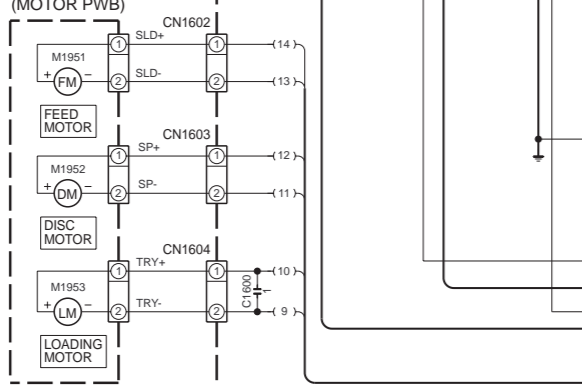 (MOTOR PWB)
CN1602
1 SLD+ 1 14
M1951
+ FM - 2 SLD- 2 13
FEED
MOTOR
CN1603
1 SP+ 1 12
M1952
+ DM - 2 SP- 2 11
DISC
MOTOR
CN1604
1 TRY+ 1 10
M1953
C1600
1
+ LM - 2 TRY- 2 9
LOADING
MOTOR